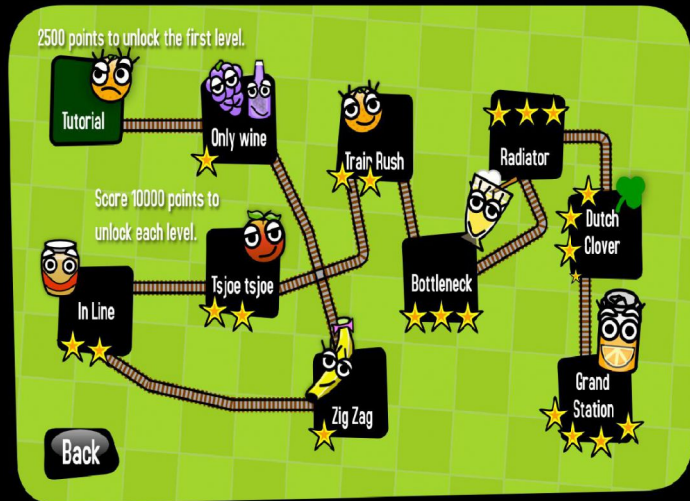 2500 points to unlock the first level.
Tutorial
Only wine
Train Rush
Radiator
Score 10000 points to
unlock each level.
Dutch
Clover
In Line
Tsjoe tsjoe
Bottleneck
Zig Zag
Grand
Station
Back